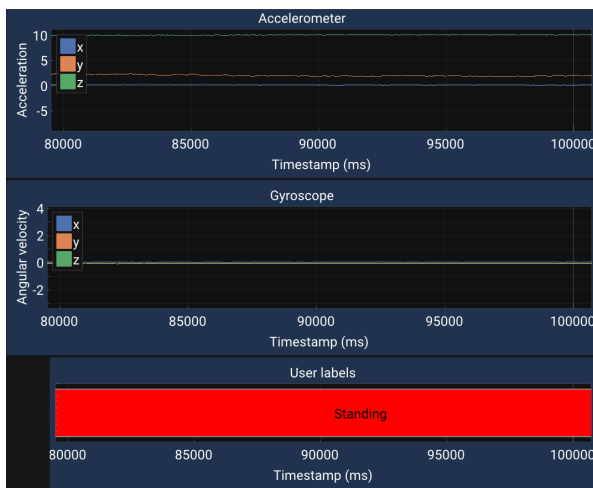 Accelerometer
Acceleration
10
5
0
-5
x
y
z
80000 85000 90000 95000 100000
Timestamp (ms)
Gyroscope
Angular velocity
4
2
0
-2
x
y
z
80000 85000 90000 95000 100000
Timestamp (ms)
User labels
Standing
80000 85000 90000 95000 100000
Timestamp (ms)